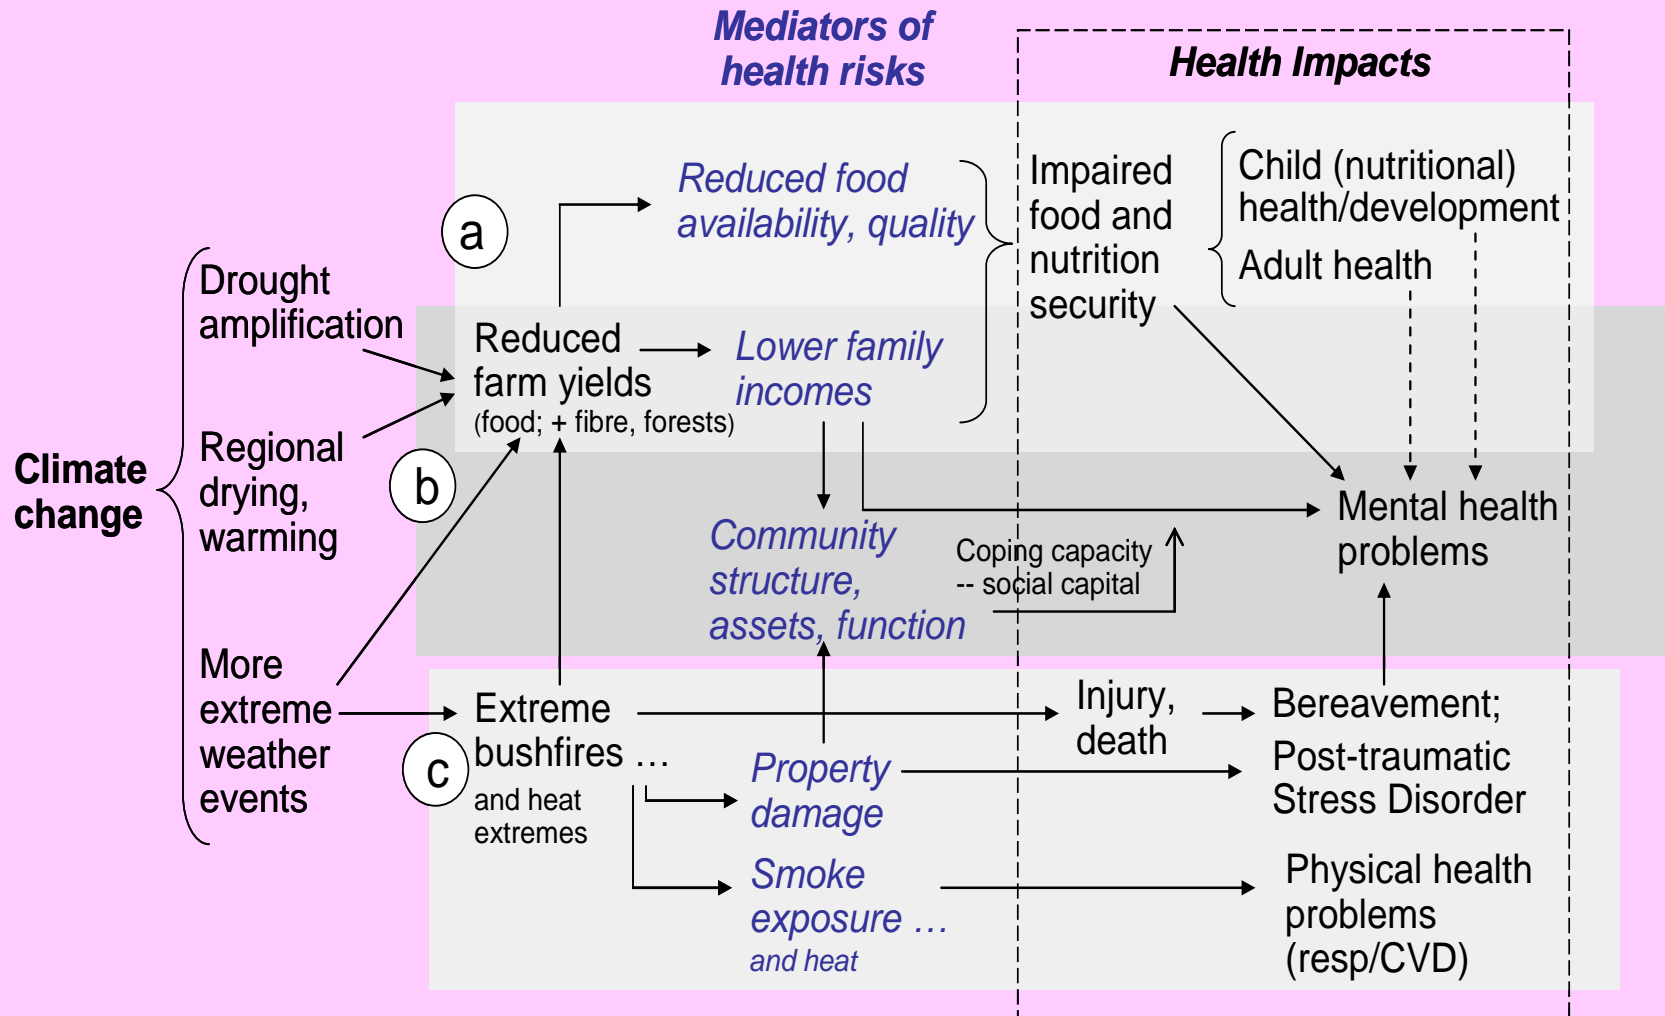 Mediators of
health risks
Health Impacts
a
Reduced food
availability, quality
Impaired
food and
nutrition
security
Child (nutritional)
health/development
Adult health
Drought
amplification
Reduced
farm yields
(food; + fibre, forests)
Lower family
incomes
Climate
change
Regional
drying,
warming
b
Community
structure,
assets, function
Coping capacity
-- social capital
Mental health
problems
More
extreme
weather
events
c
Extreme
bushfires …
and heat
extremes
Injury,
death
Bereavement;
Post-traumatic
Stress Disorder
Property
damage
Smoke
exposure …
and heat
Physical health
problems
(resp/CVD)